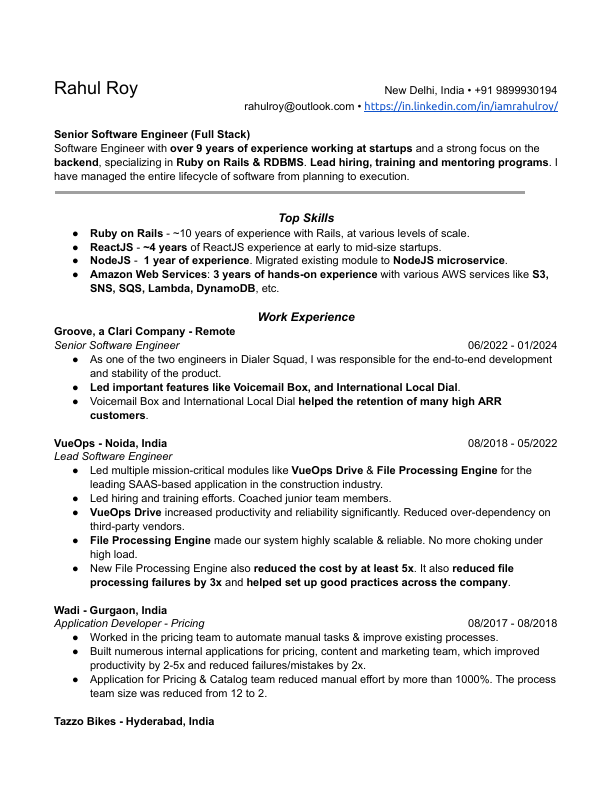 Rahul Roy
New Delhi, India • +91 9899930194
rahulroy@outlook.com • https://in.linkedin.com/in/iamrahulroy/
Senior Software Engineer (Full Stack)
Software Engineer with over 9 years of experience working at startups and a strong focus on the
backend, specializing in Ruby on Rails & RDBMS. Lead hiring, training and mentoring programs. I
have managed the entire lifecycle of software from planning to execution.
Top Skills
● Ruby on Rails - ~10 years of experience with Rails, at various levels of scale.
● ReactJS - ~4 years of ReactJS experience at early to mid-size startups.
● NodeJS - 1 year of experience. Migrated existing module to NodeJS microservice.
● Amazon Web Services: 3 years of hands-on experience with various AWS services like S3,
SNS, SQS, Lambda, DynamoDB, etc.
Work Experience
Groove, a Clari Company - Remote
Senior Software Engineer 06/2022 - 01/2024
● As one of the two engineers in Dialer Squad, I was responsible for the end-to-end development
and stability of the product.
● Led important features like Voicemail Box, and International Local Dial.
● Voicemail Box and International Local Dial helped the retention of many high ARR
customers.
VueOps - Noida, India 08/2018 - 05/2022
Lead Software Engineer
● Led multiple mission-critical modules like VueOps Drive & File Processing Engine for the
leading SAAS-based application in the construction industry.
● Led hiring and training efforts. Coached junior team members.
● VueOps Drive increased productivity and reliability significantly. Reduced over-dependency on
third-party vendors.
● File Processing Engine made our system highly scalable & reliable. No more choking under
high load.
● New File Processing Engine also reduced the cost by at least 5x. It also reduced file
processing failures by 3x and helped set up good practices across the company.
Wadi - Gurgaon, India
Application Developer - Pricing 08/2017 - 08/2018
● Worked in the pricing team to automate manual tasks & improve existing processes.
● Built numerous internal applications for pricing, content and marketing team, which improved
productivity by 2-5x and reduced failures/mistakes by 2x.
● Application for Pricing & Catalog team reduced manual effort by more than 1000%. The process
team size was reduced from 12 to 2.
Tazzo Bikes - Hyderabad, India